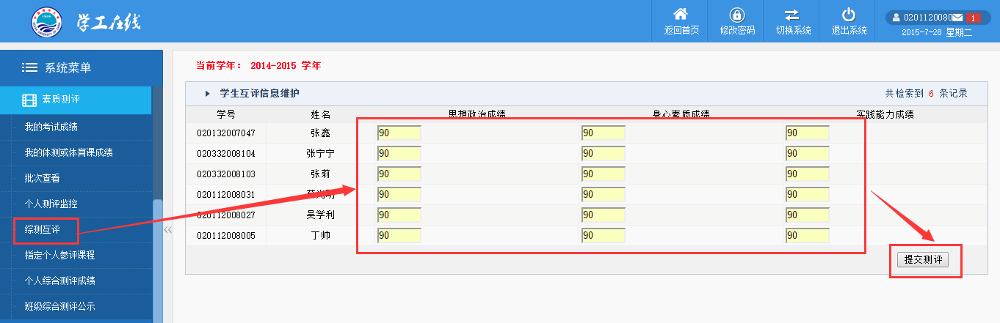 学工在线
返回首页
修改密码
切换系统
退出系统
0201120080
1
2015-7-28 星期二
系统菜单
素质测评
我的考试成绩
我的体测或体育课成绩
批次查看
个人测评监控
综测互评
指定个人参评课程
个人综合测评成绩
班级综合测评公示
当前学年： 2014-2015 学年
学生互评信息维护 共检索到 6 条记录
学号 姓名 思想政治成绩 身心素质成绩 实践能力成绩
020132007047 张鑫 90 90 90
020332008104 张宁宁 90 90 90
020332008103 张莉 90 90 90
020112008031 90 90 90
020112008027 吴学利 90 90 90
020112008005 丁帅 90 90 90
提交测评